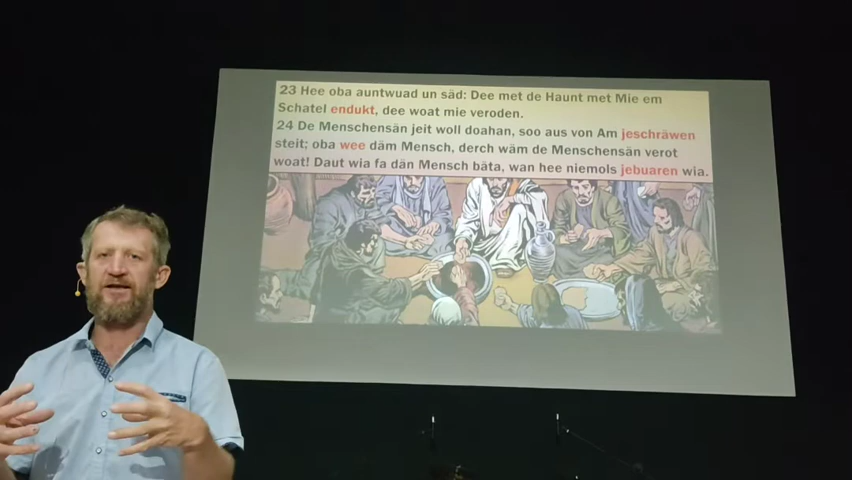 23 Hee oba auntwuad un säd: Dee met de Haunt met Mie em
Schatel endukt, dee woat mie veroden.
24 De Menschensän jeit woll doahan, soo aus von Am jeschräwen
steit; oba wee däm Mensch, derch wäm de Menschensän verot
woat! Daut wia fa dän Mensch bäta, wan hee niemols jebuaren wia.